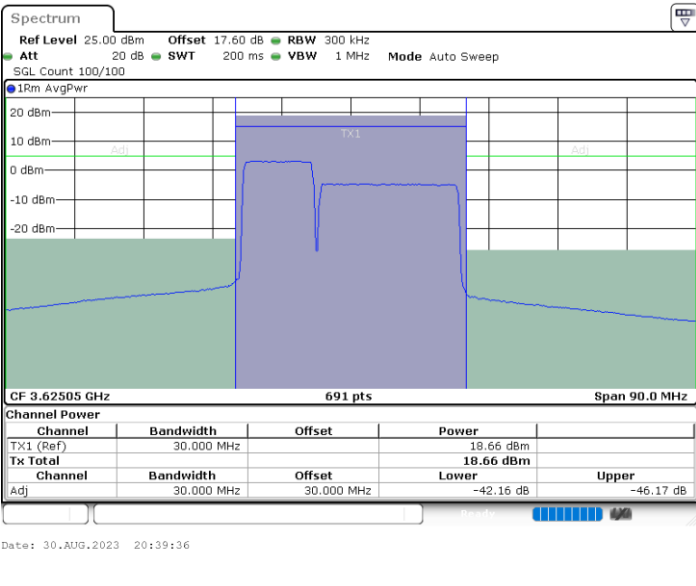 Spectrum
Ref Level 25.00 dBm Offset 17.60 dB RBW 300 kHz
Att 20 dB SWT 200 ms VBW 1 MHz Mode Auto Sweep
SGL Count 100/100
1Rm AvgPwr
20 dBm
TX1
10 dBm
Adj Adj
0 dBm
-10 dBm
-20 dBm
CF 3.62505 GHz 691 pts Span 90.0 MHz
Channel Power
Channel Bandwidth Offset Power
TX1 (Ref) 30.000 MHz 18.66 dBm
Tx Total 18.66 dBm
Channel Bandwidth Offset Lower Upper
Adj 30.000 MHz 30.000 MHz -42.16 dB -46.17 dB
Ready
Date: 30.AUG.2023 20:39:36